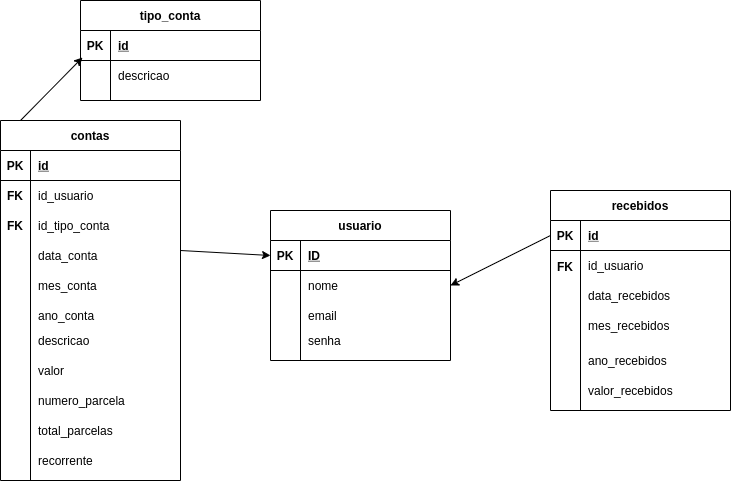 tipo_conta
PK id
descricao
contas
PK id
FK id_usuario
FK id_tipo_conta
data_conta
mes_conta
ano_conta
descricao
valor
numero_parcela
total_parcelas
recorrente
usuario
PK ID
nome
email
senha
recebidos
PK id
FK id_usuario
data_recebidos
mes_recebidos
ano_recebidos
valor_recebidos